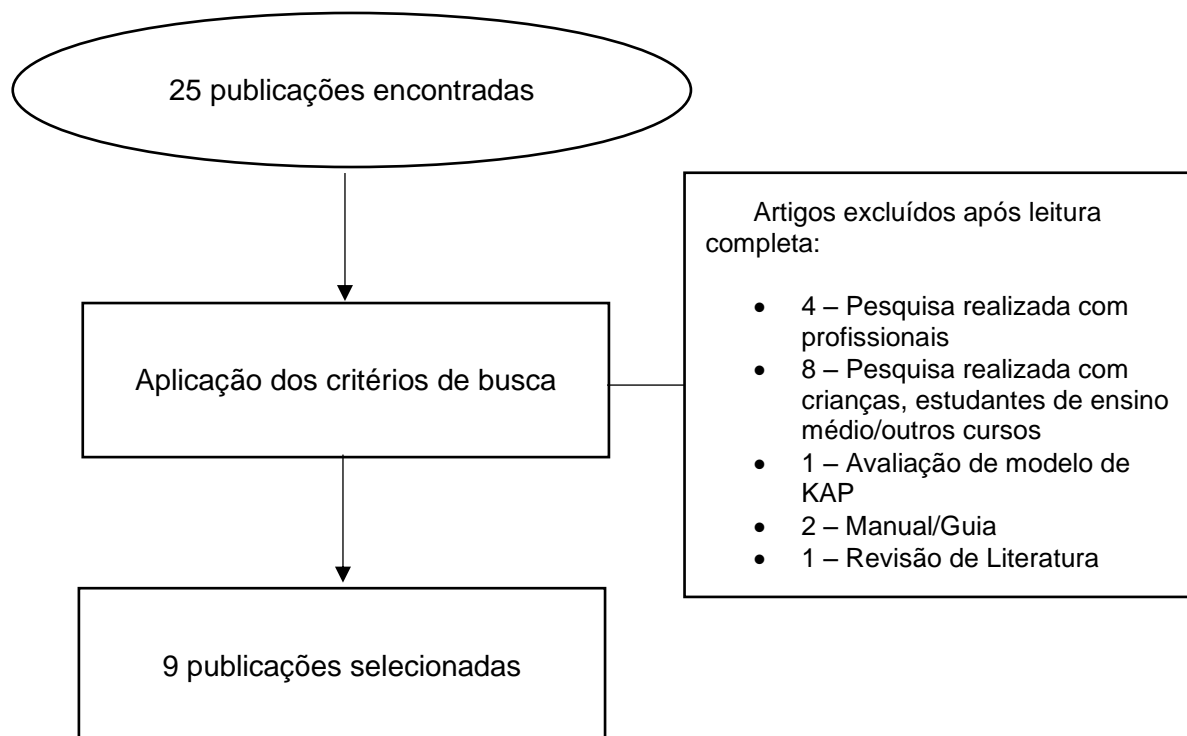 25 publicações encontradas
Artigos excluídos após leitura
completa:
• 4 – Pesquisa realizada com
profissionais
• 8 – Pesquisa realizada com
crianças, estudantes de ensino
médio/outros cursos
• 1 – Avaliação de modelo de
KAP
• 2 – Manual/Guia
• 1 – Revisão de Literatura
Aplicação dos critérios de busca
9 publicações selecionadas